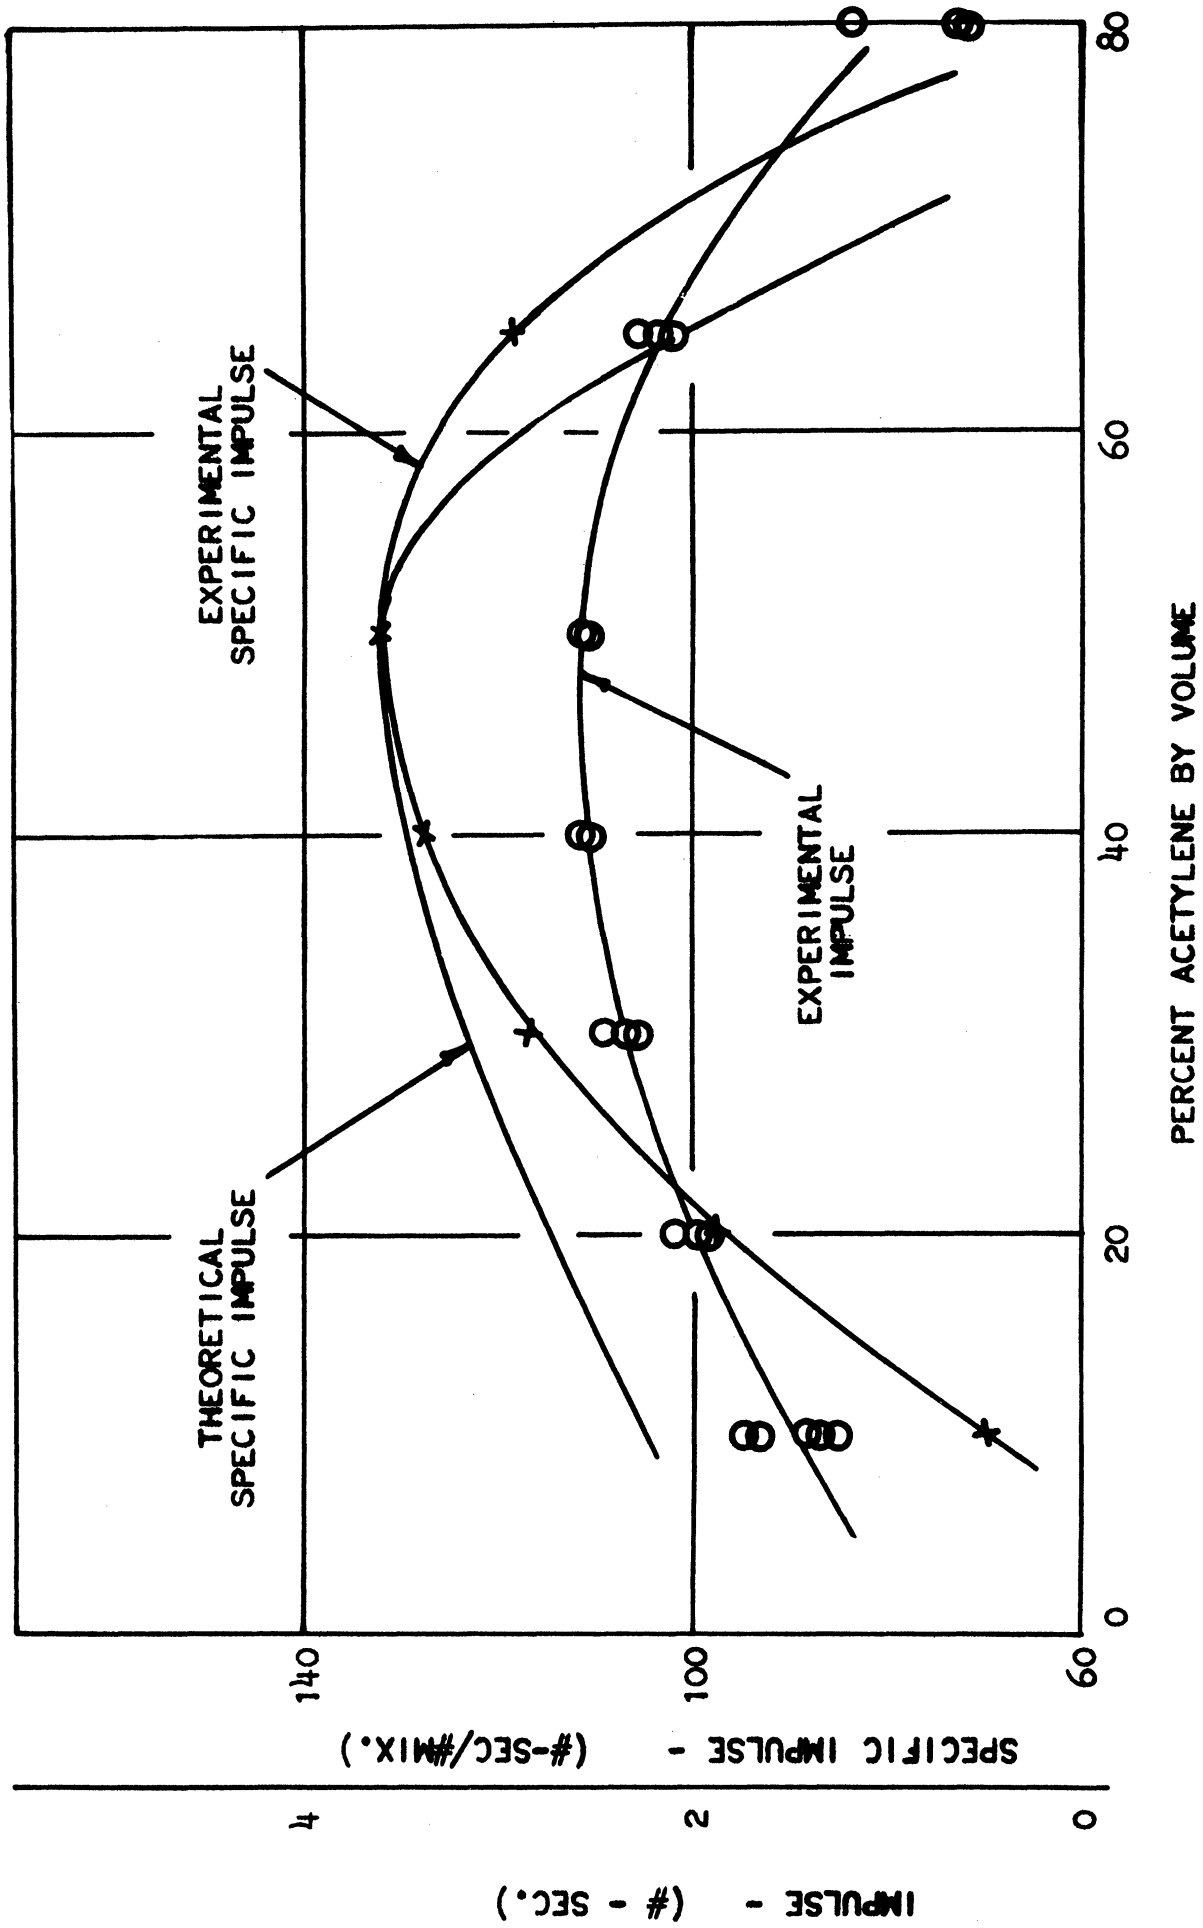 THEORETICAL
SPECIFIC IMPULSE
EXPERIMENTAL
SPECIFIC IMPULSE
EXPERIMENTAL
IMPULSE
IMPULSE - (# - SEC.)
4
2
0
SPECIFIC IMPULSE - (#-SEC/#MIX.)
140
100
60
0
20
40
60
80
PERCENT ACETYLENE BY VOLUME